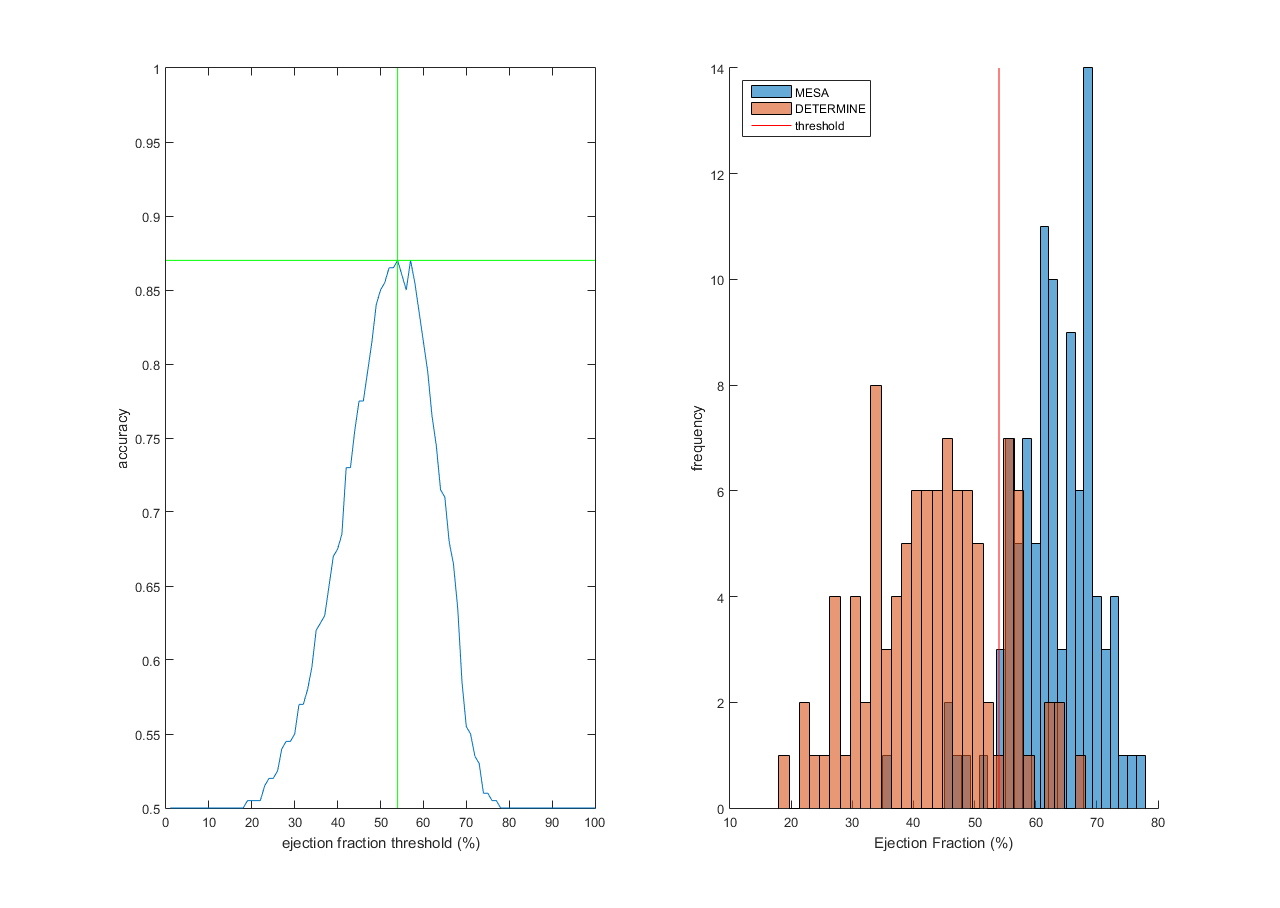 1
0.95
0.9
0.85
0.8
0.75
0.7
0.65
0.6
0.55
0.5
accuracy
0 10 20 30 40 50 60 70 80 90 100
ejection fraction threshold (%)
14
12
10
8
6
4
2
0
frequency
MESA
DETERMINE
threshold
10 20 30 40 50 60 70 80
Ejection Fraction (%)